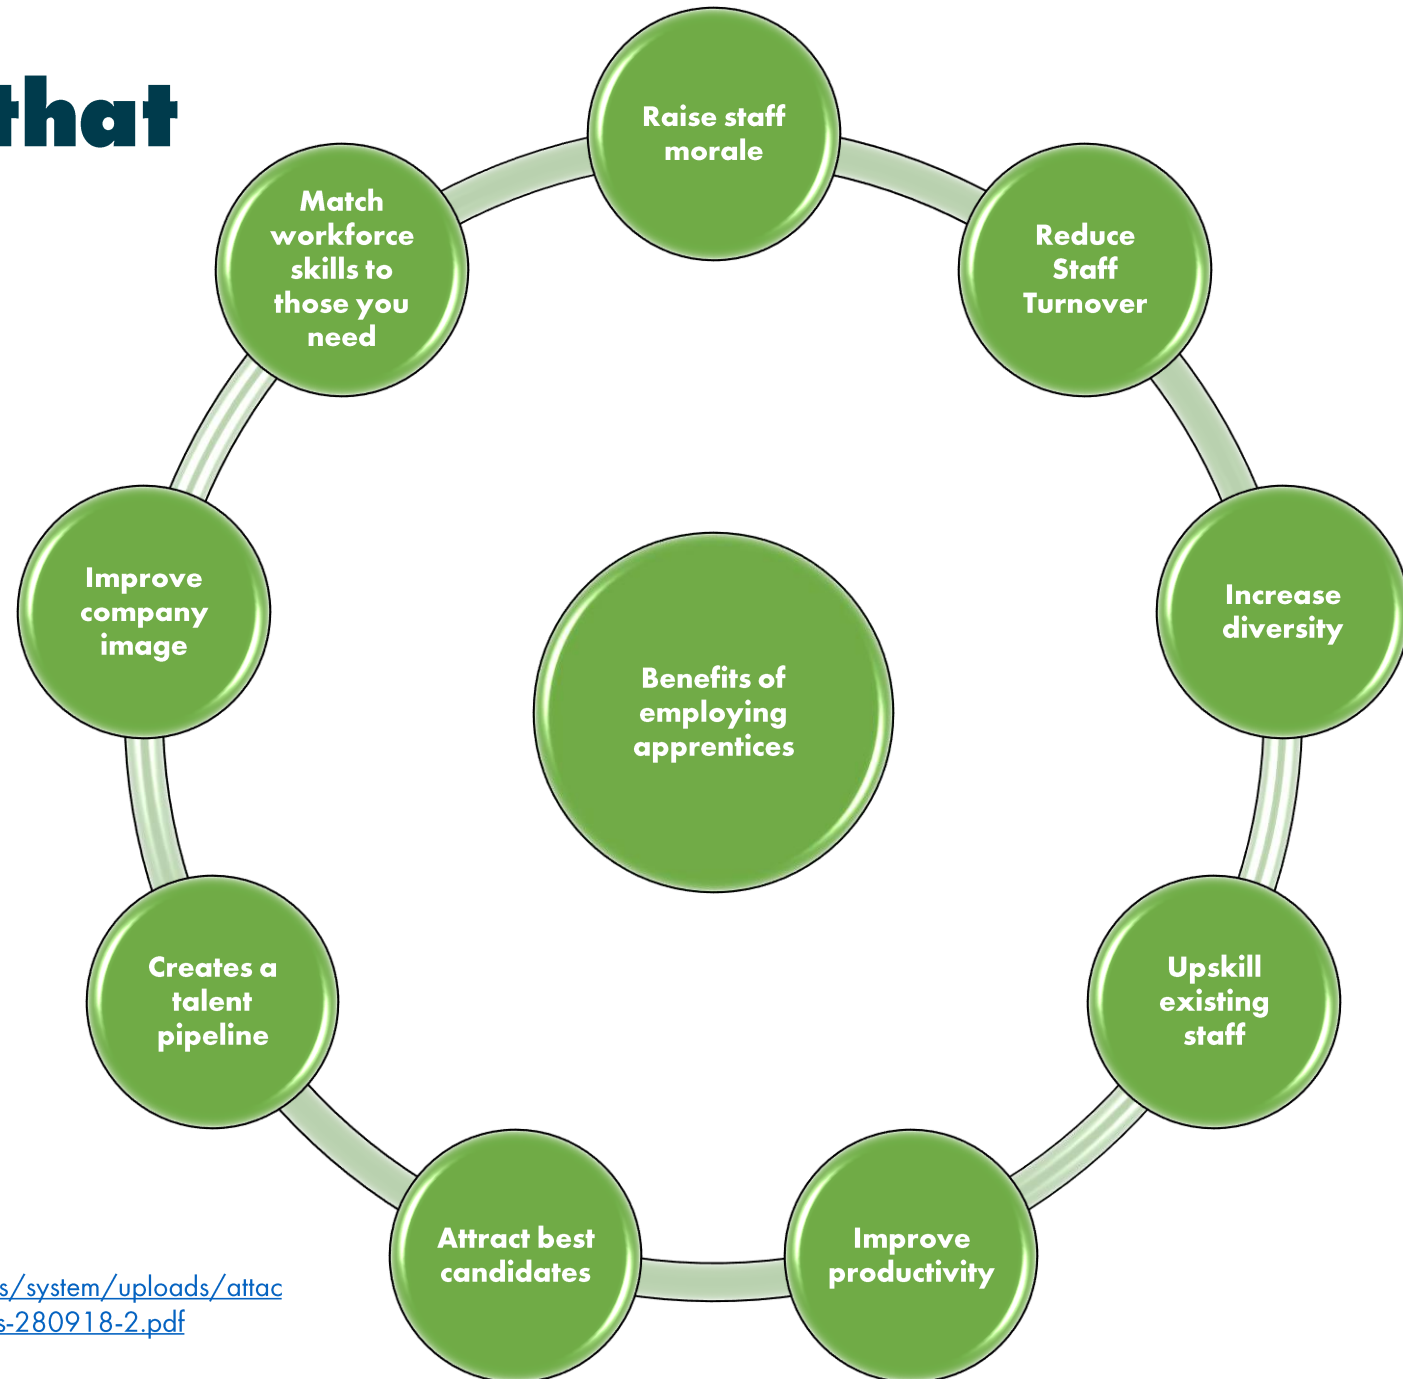 that
Raise staff
morale
Reduce
Staff
Turnover
Increase
diversity
Upskill
existing
staff
Improve
productivity
Attract best
candidates
Creates a
talent
pipeline
Improve
company
image
Match
workforce
skills to
those you
need
Benefits of
employing
apprentices
s/system/uploads/attac
s-280918-2.pdf